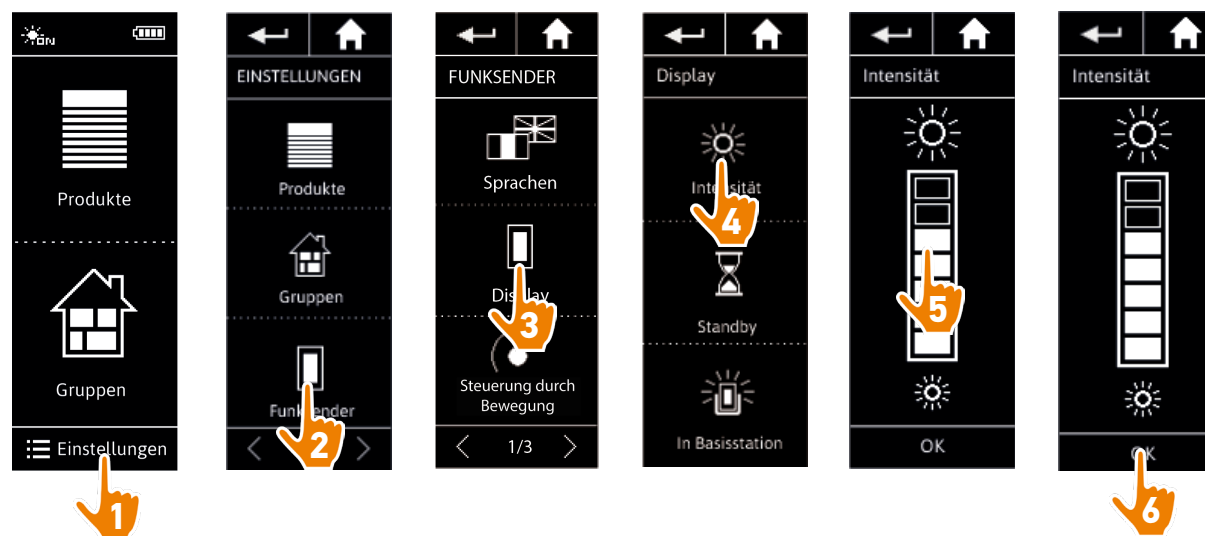 ON
Produkte
Gruppen
Einstellungen
1
EINSTELLUNGEN
Produkte
Gruppen
Funksender
2
FUNKSENDER
Sprachen
Display
3
Steuerung durch
Bewegung
1/3
Display
Intensität
4
Standby
In Basisstation
Intensität
5
OK
Intensität
OK
6